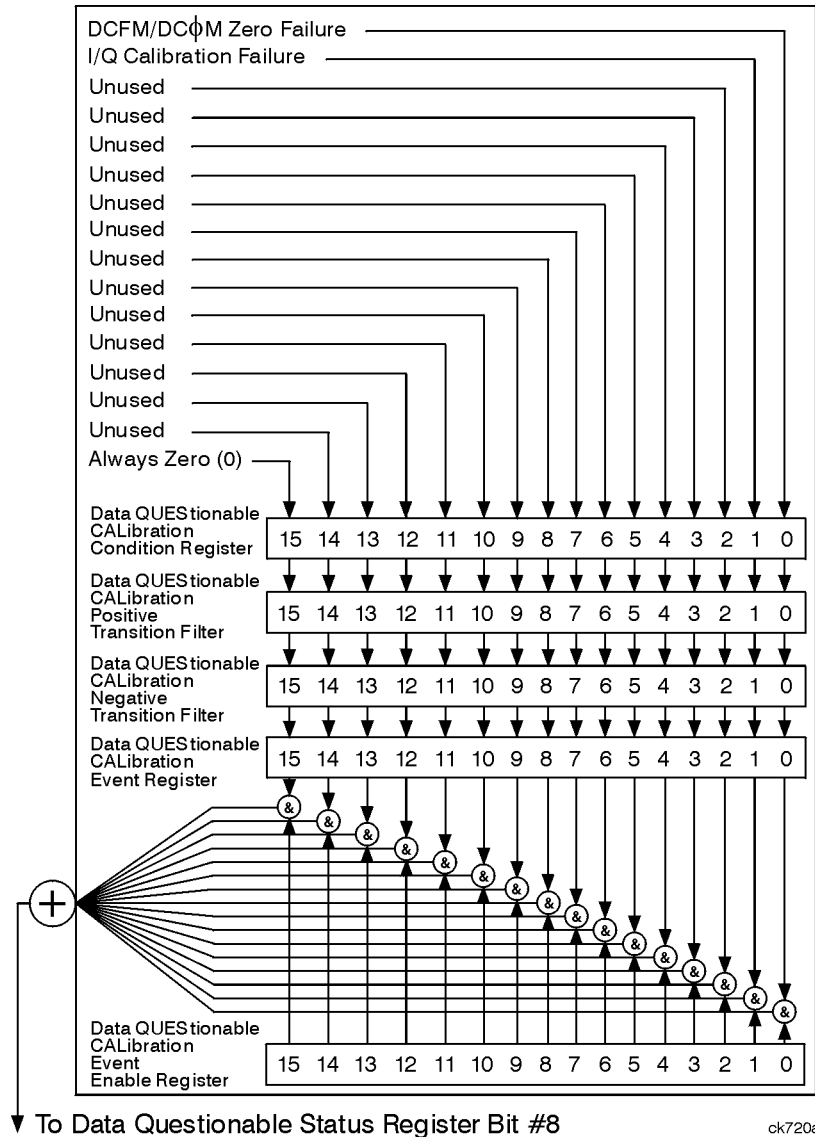 DCFM/DCϕM Zero Failure
I/Q Calibration Failure
Unused
Unused
Unused
Unused
Unused
Unused
Unused
Unused
Unused
Unused
Unused
Unused
Unused
Always Zero (0)
Data QUEStionable
CALibration
Condition Register
15 14 13 12 11 10 9 8 7 6 5 4 3 2 1 0
Data QUEStionable
CALibration
Positive
Transition Filter
15 14 13 12 11 10 9 8 7 6 5 4 3 2 1 0
Data QUEStionable
CALibration
Negative
Transition Filter
15 14 13 12 11 10 9 8 7 6 5 4 3 2 1 0
Data QUEStionable
CALibration
Event Register
15 14 13 12 11 10 9 8 7 6 5 4 3 2 1 0
& & & & & & & & & & & & & & & &
+
Data QUEStionable
CALibration
Event
Enable Register
15 14 13 12 11 10 9 8 7 6 5 4 3 2 1 0
To Data Questionable Status Register Bit #8
ck720a